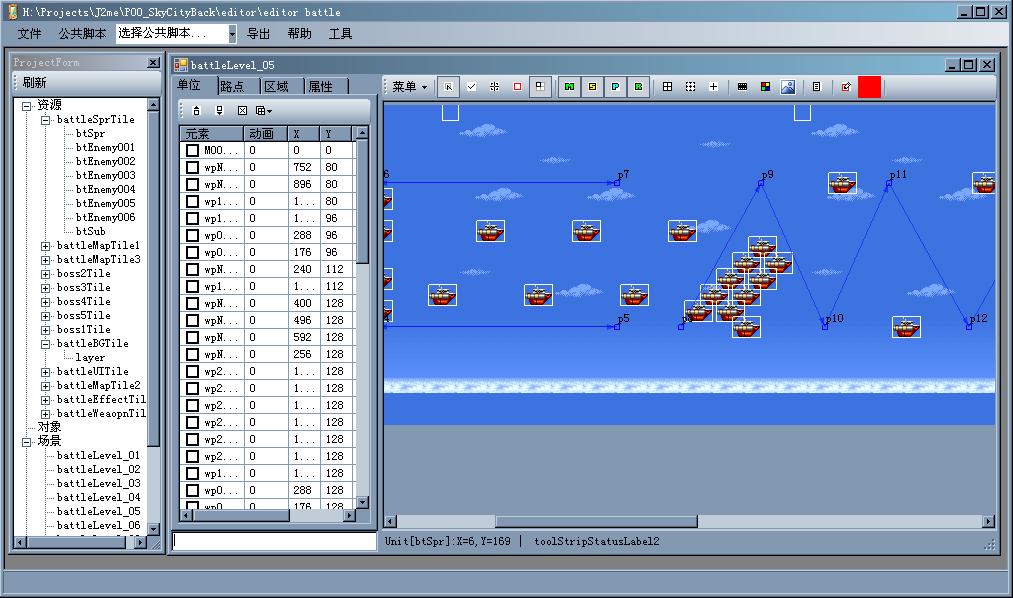 H:\Projects\J2me\P00_SkyCityBack\editor\editor battle
文件 公共脚本 选择公共脚本... 导出 帮助 工具
ProjectForm
刷新
资源
battleSprTile
btSpr
btEnemy001
btEnemy002
btEnemy003
btEnemy004
btEnemy005
btEnemy006
btSub
battleMapTile1
battleMapTile3
boss2Tile
boss3Tile
boss4Tile
boss5Tile
boss1Tile
battleBGTile
layer
battleUITile
battleMapTile2
battleEffectTil
battleWeaopnTil
对象
场景
battleLevel_01
battleLevel_02
battleLevel_03
battleLevel_04
battleLevel_05
battleLevel_06
battleLevel_05
单位 路点 区域 属性
元素 动画 X Y
M00... 0 0 0
wpN... 0 752 80
wpN... 0 896 80
wp1... 0 1... 80
wp1... 0 1... 96
wp0... 0 288 96
wp0... 0 176 96
wpN... 0 240 112
wp1... 0 1... 112
wpN... 0 400 128
wpN... 0 496 128
wpN... 0 592 128
wpN... 0 256 128
wp2... 0 1... 128
wp2... 0 1... 128
wp2... 0 1... 128
wp2... 0 1... 128
wp2... 0 1... 128
wp2... 0 1... 128
wp1... 0 1... 128
wp0... 0 288 128
wp0 0 176 128
菜单
6 p7 p9 p11
4 p5 p10 p12
Unit[btSpr]:X=6,Y=169 toolStripStatusLabel2